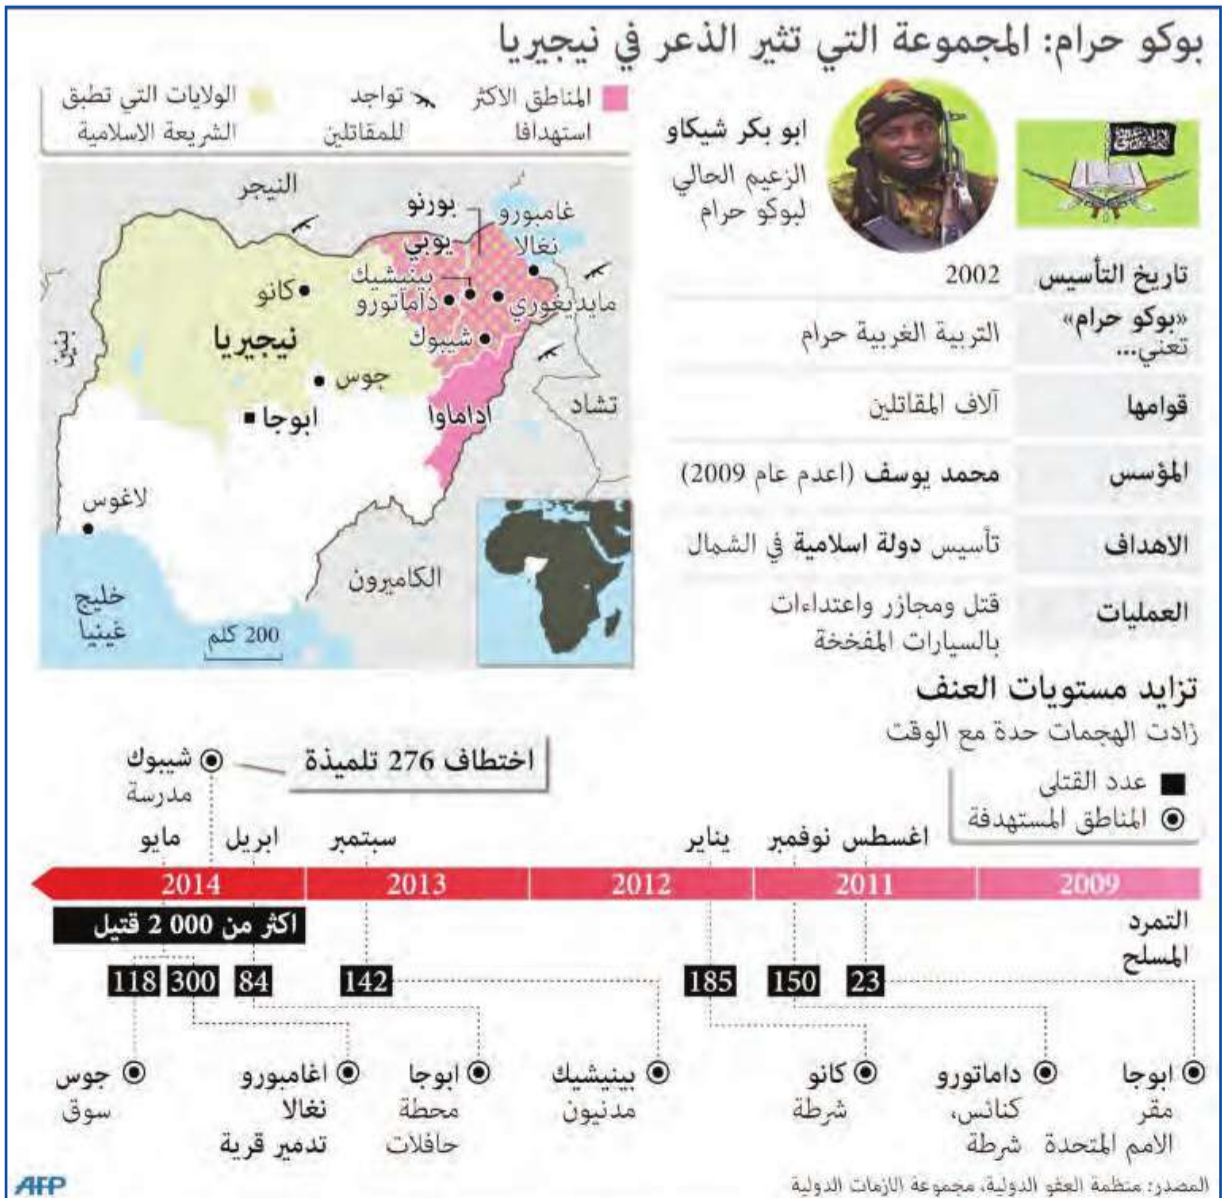 بوكو حرام: المجموعة التي تثير الذعر في نيجيريا
ابو بكر شيكاو
الزعيم الحالي
لبوكو حرام
تاريخ التأسيس
2002
«بوكو حرام»
تعني...
التربية الغربية حرام
قوامها
آلاف المقاتلين
المؤسس
محمد يوسف (اعدم عام 2009)
الاهداف
تأسيس دولة اسلامية في الشمال
العمليات
قتل ومجازر واعتداءات
بالسيارات المفخخة
المناطق الاكثر
استهدافا
تواجد
للمقاتلين
الولايات التي تطبق
الشريعة الاسلامية
النيجر
بورنو
غامبورو
نغالا
يوبي
بينيشيك
كانو
داماتورو
مايديغوري
نيجيريا
شيبوك
بنين
جوس
تشاد
ابوجا
اداماوا
لاغوس
الكاميرون
خليج
غينيا
200 كلم
تزايد مستويات العنف
زادت الهجمات حدة مع الوقت
عدد القتلى
المناطق المستهدفة
اختطاف 276 تلميذة
شيبوك
مدرسة
اغسطس
نوفمبر
يناير
سبتمبر
ابريل
مايو
2009
2011
2012
2013
2014
التمرد
المسلح
اكثر من 000 2 قتيل
23
150
185
142
84
300
118
ابوجا
مقر
الامم المتحدة
داماتورو
كنائس،
شرطة
كانو
شرطة
بينيشيك
مدنيون
ابوجا
محطة
حافلات
اغامبورو
نغالا
تدمير قرية
جوس
سوق
المصدر: منظمة العفو الدولية، مجموعة الازمات الدولية
AFP